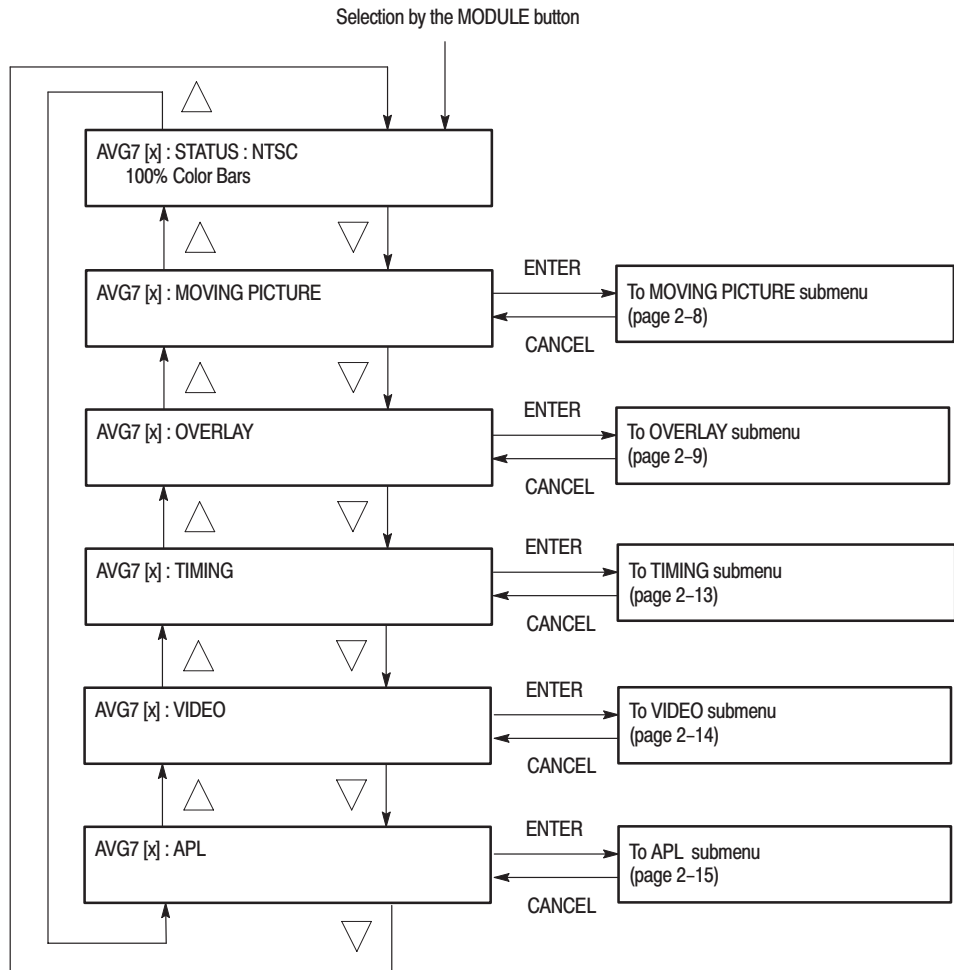 Selection by the MODULE button
AVG7 [x] : STATUS : NTSC
100% Color Bars
ENTER
AVG7 [x] : MOVING PICTURE
To MOVING PICTURE submenu
(page 2–8)
CANCEL
ENTER
AVG7 [x] : OVERLAY
To OVERLAY submenu
(page 2–9)
CANCEL
ENTER
AVG7 [x] : TIMING
To TIMING submenu
(page 2–13)
CANCEL
ENTER
AVG7 [x] : VIDEO
To VIDEO submenu
(page 2–14)
CANCEL
ENTER
AVG7 [x] : APL
To APL submenu
(page 2–15)
CANCEL